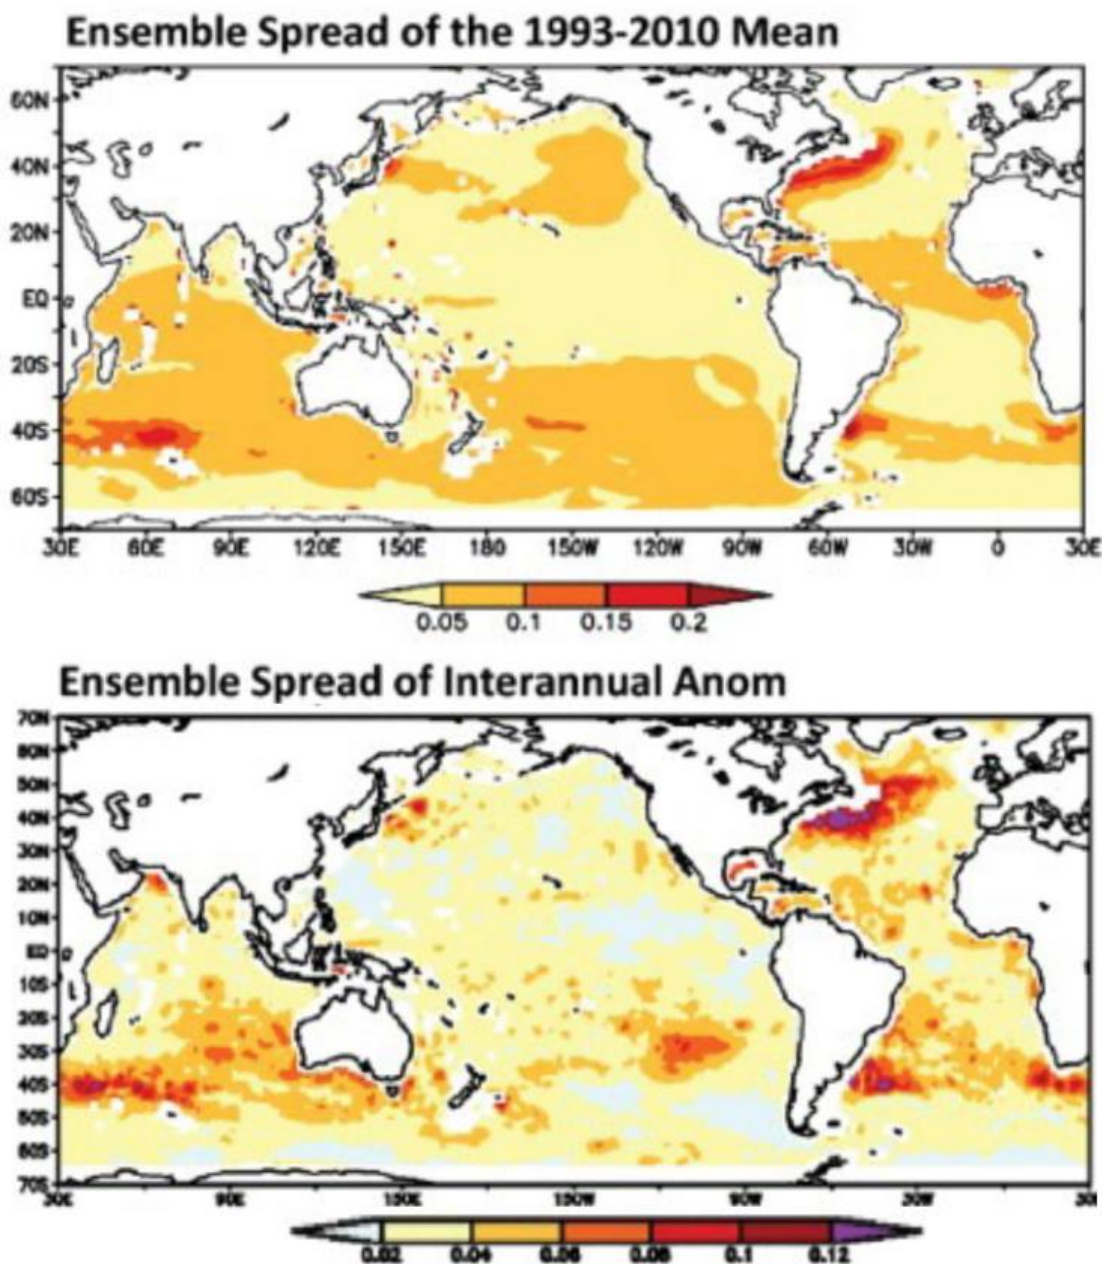 Ensemble Spread of the 1993-2010 Mean
60N
40N
20N
EQ
20S
40S
60S
30E 60E 90E 120E 150E 180 150W 120W 90W 60W 30W 0 30E
0.05 0.1 0.15 0.2
Ensemble Spread of Interannual Anom
70N
60N
50N
40N
30N
20N
10N
EQ
10S
20S
30S
40S
50S
60S
70S
30E 90E 150E 150W 90W 30W
0.02 0.04 0.06 0.08 0.1 0.12